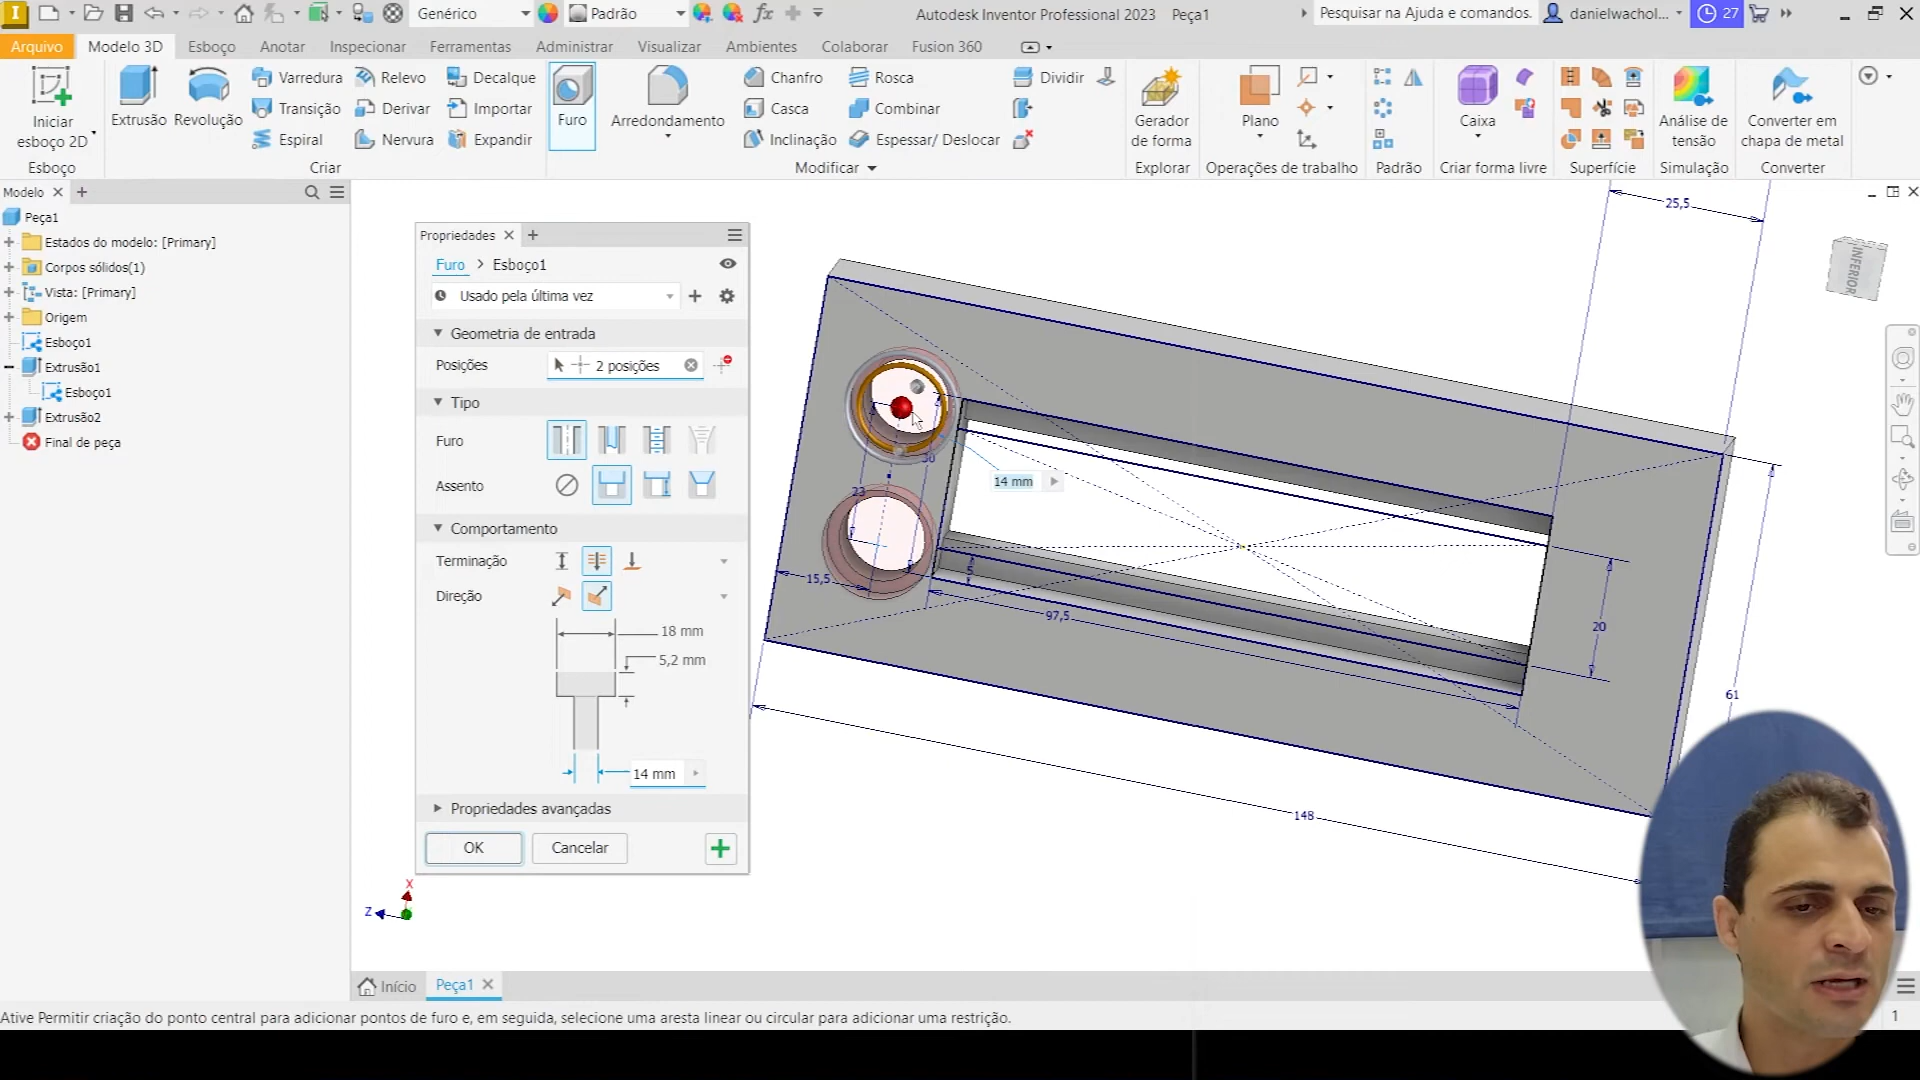 Genérico
Padrão
Autodesk Inventor Professional 2023 Peça1
Pesquisar na Ajuda e comandos.
danielwachol...
27
Arquivo
Modelo 3D
Esboço
Anotar
Inspecionar
Ferramentas
Administrar
Visualizar
Ambientes
Colaborar
Fusion 360
Iniciar
esboço 2D
Esboço
Extrusão
Revolução
Varredura
Transição
Espiral
Relevo
Derivar
Nervura
Decalque
Importar
Expandir
Criar
Furo
Arredondamento
Chanfro
Casca
Inclinação
Rosca
Combinar
Espessar/ Deslocar
Dividir
Modificar
Gerador
de forma
Explorar
Plano
Operações de trabalho
Padrão
Caixa
Criar forma livre
Superfície
Análise de
tensão
Simulação
Converter em
chapa de metal
Converter
Modelo
Peça1
Estados do modelo: [Primary]
Corpos sólidos(1)
Vista: [Primary]
Origem
Esboço1
Extrusão1
Esboço1
Extrusão2
Final de peça
Propriedades
Furo > Esboço1
Usado pela última vez
Geometria de entrada
Posições
2 posições
Tipo
Furo
Assento
Comportamento
Terminação
Direção
18 mm
5,2 mm
14 mm
Propriedades avançadas
OK
Cancelar
25,5
INFERIOR
30
14 mm
23
15,5
5
97,5
20
61
148
X
Z
Início
Peça1
Ative Permitir criação do ponto central para adicionar pontos de furo e, em seguida, selecione uma aresta linear ou circular para adicionar uma restrição.
1